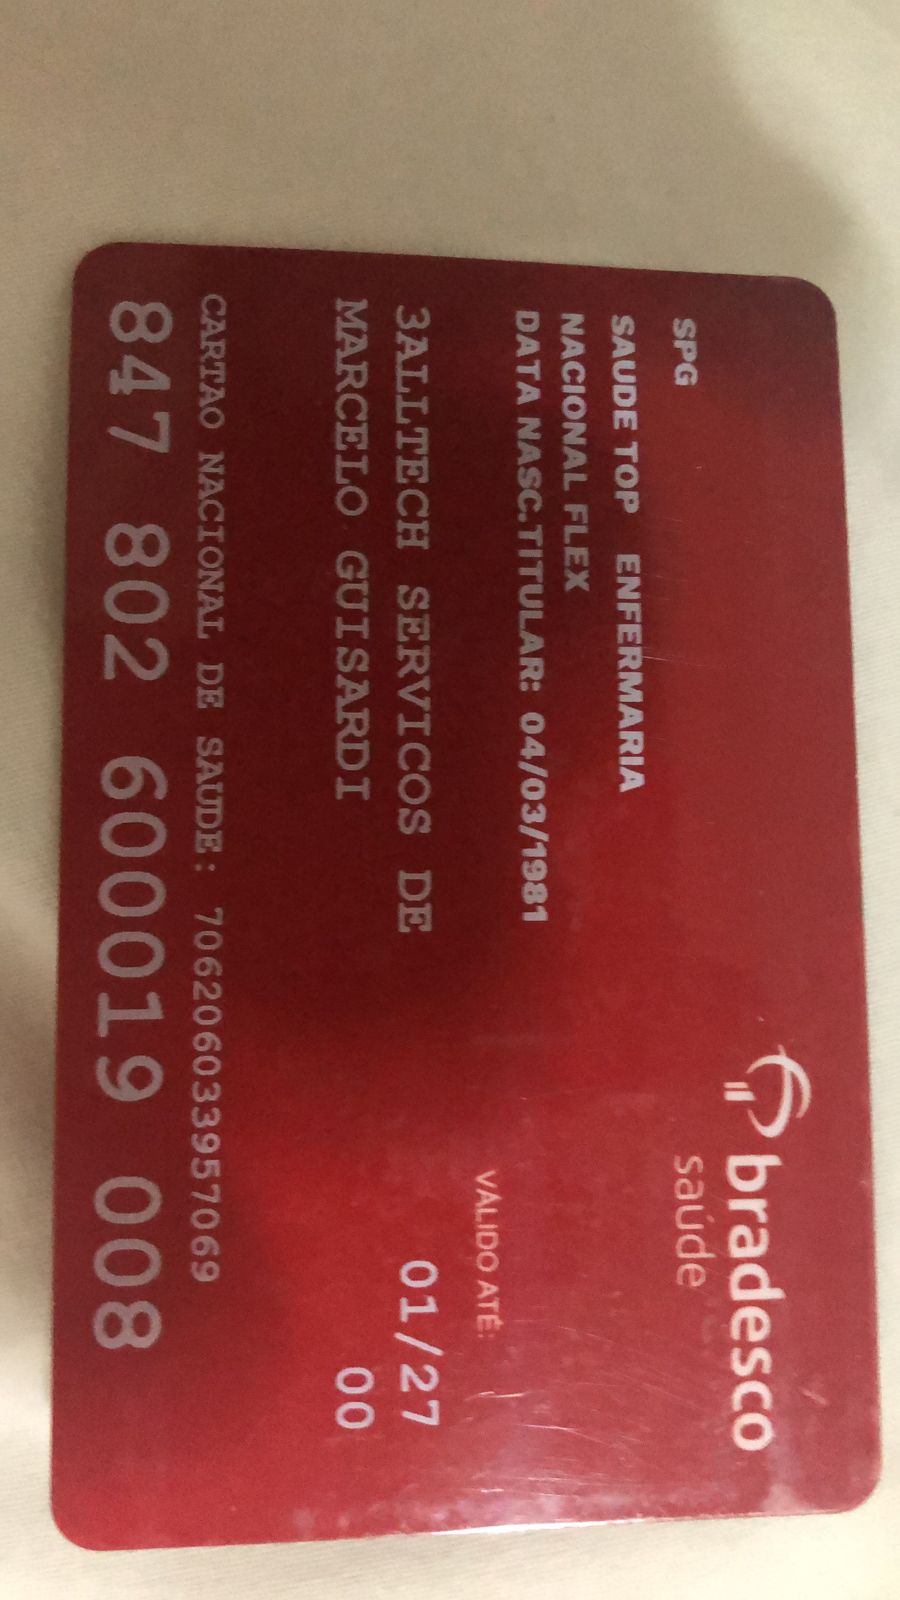 bradesco
saúde
SPG
SAUDE TOP ENFERMARIA
NACIONAL FLEX
DATA NASC.TITULAR: 04/03/1981
VÁLIDO ATÉ:
3ALLTECH SERVICOS DE 01/27
MARCELO GUISARDI 00
CARTAO NACIONAL DE SAUDE: 706206033957069
847 802 600019 008